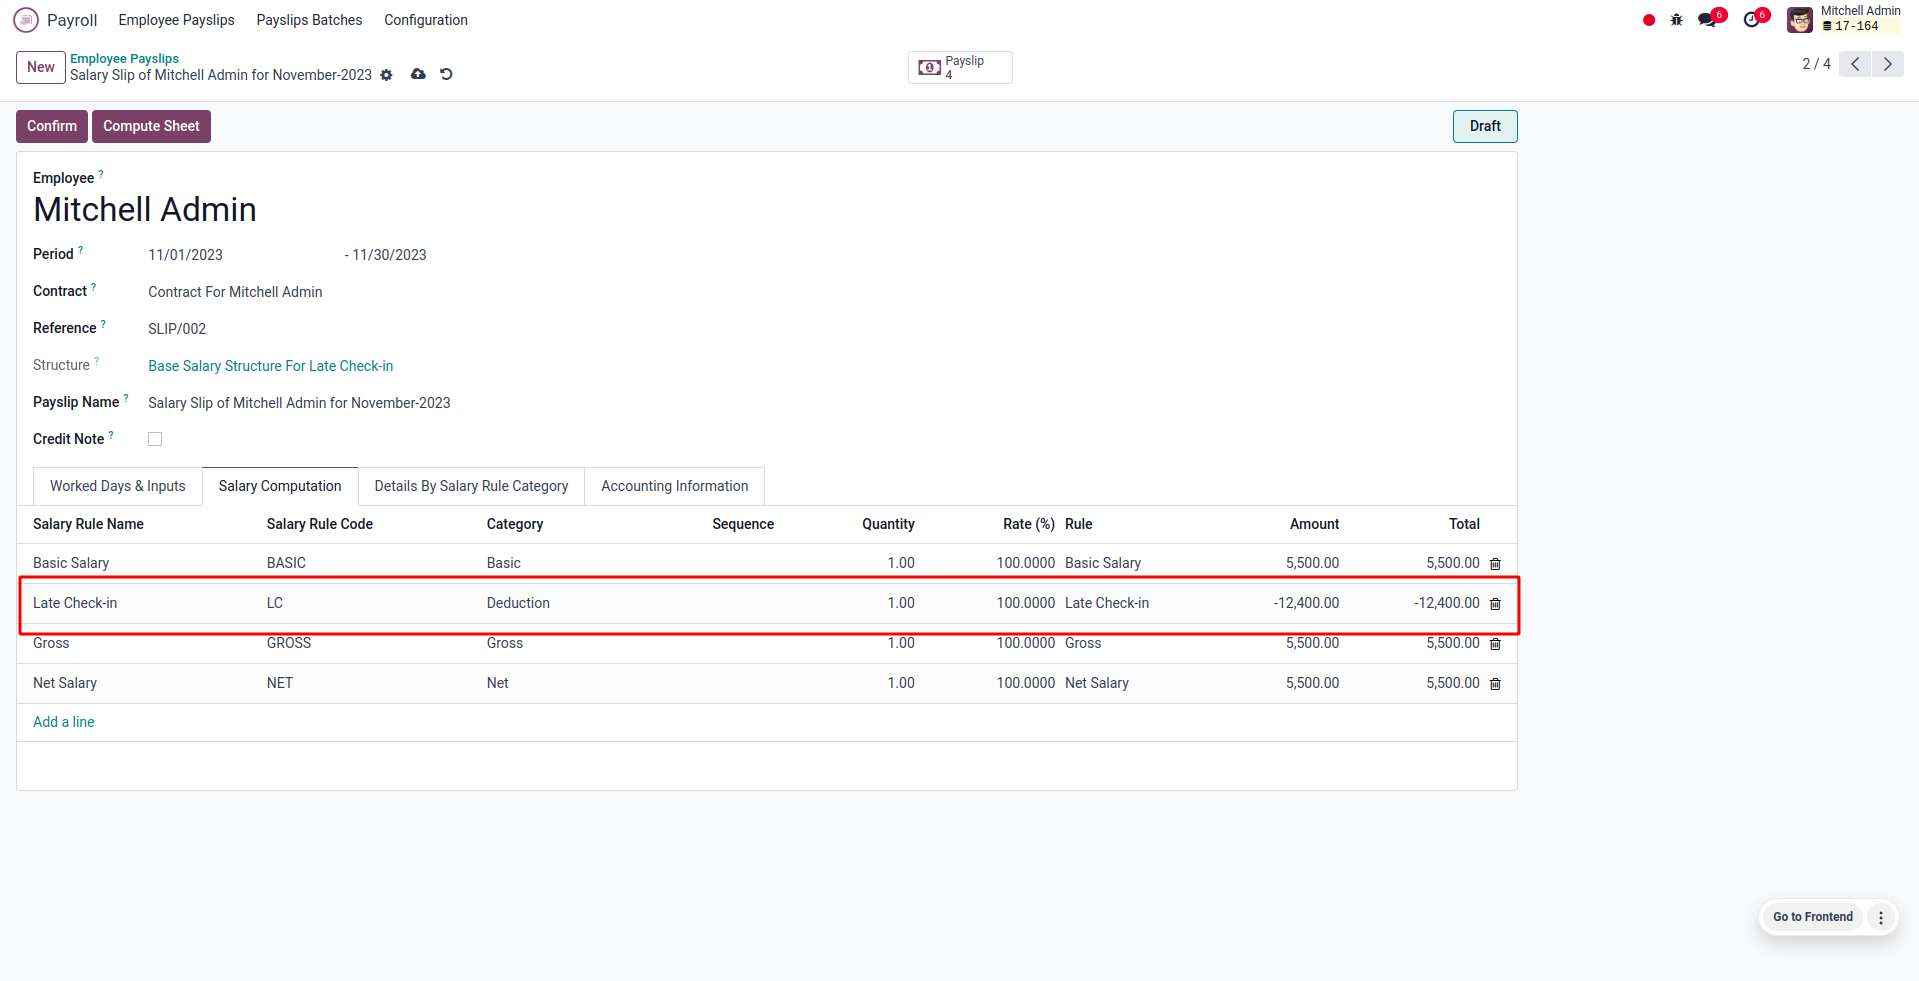 Payroll Employee Payslips Payslips Batches Configuration 6 6 Mitchell Admin
17-164
New Employee Payslips
Salary Slip of Mitchell Admin for November-2023
Payslip
4
2 / 4
Confirm Compute Sheet Draft
Employee ?
Mitchell Admin
Period ? 11/01/2023 - 11/30/2023
Contract ? Contract For Mitchell Admin
Reference ? SLIP/002
Structure ? Base Salary Structure For Late Check-in
Payslip Name ? Salary Slip of Mitchell Admin for November-2023
Credit Note ?
Worked Days & Inputs Salary Computation Details By Salary Rule Category Accounting Information
Salary Rule Name Salary Rule Code Category Sequence Quantity Rate (%) Rule Amount Total
Basic Salary BASIC Basic 1.00 100.0000 Basic Salary 5,500.00 5,500.00
Late Check-in LC Deduction 1.00 100.0000 Late Check-in -12,400.00 -12,400.00
Gross GROSS Gross 1.00 100.0000 Gross 5,500.00 5,500.00
Net Salary NET Net 1.00 100.0000 Net Salary 5,500.00 5,500.00
Add a line
Go to Frontend